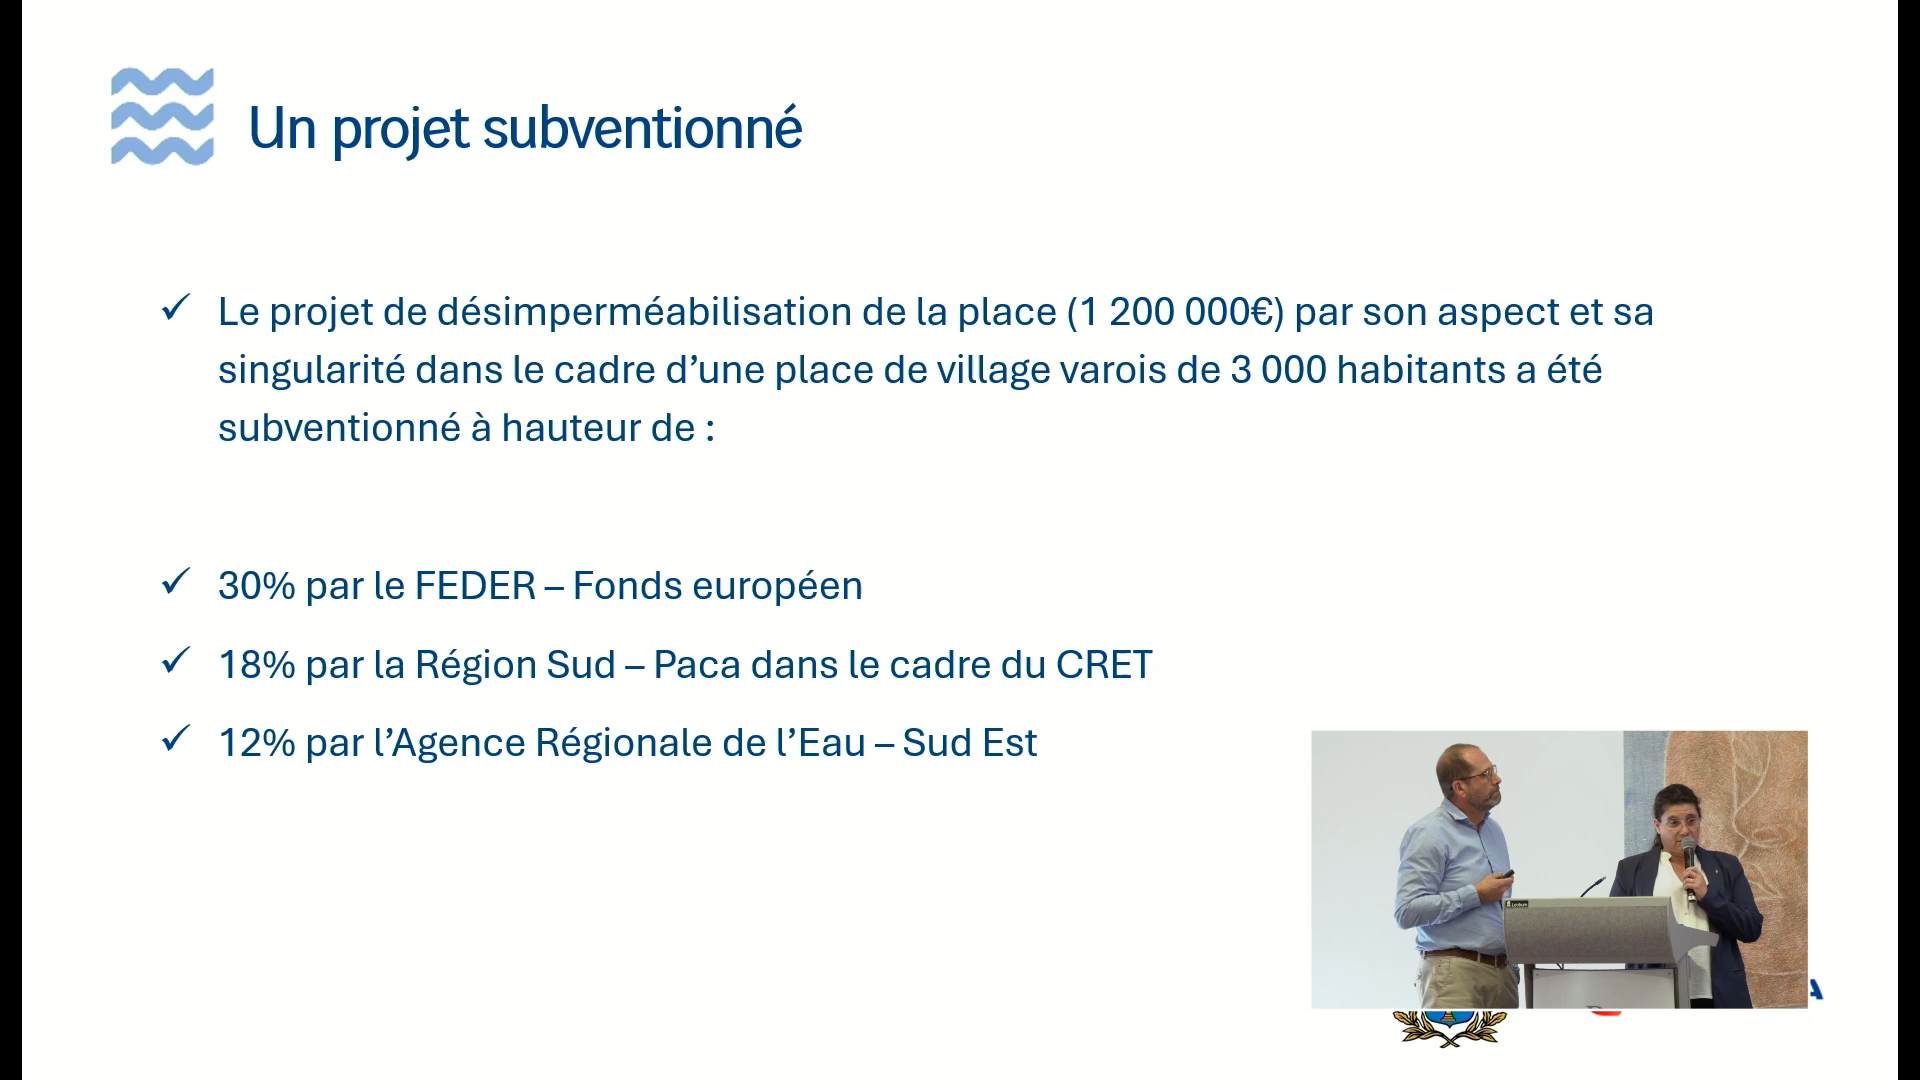 Un projet subventionné
✓ Le projet de désimperméabilisation de la place (1 200 000€) par son aspect et sa
singularité dans le cadre d’une place de village varois de 3 000 habitants a été
subventionné à hauteur de :
✓ 30% par le FEDER – Fonds européen
✓ 18% par la Région Sud – Paca dans le cadre du CRET
✓ 12% par l’Agence Régionale de l’Eau – Sud Est